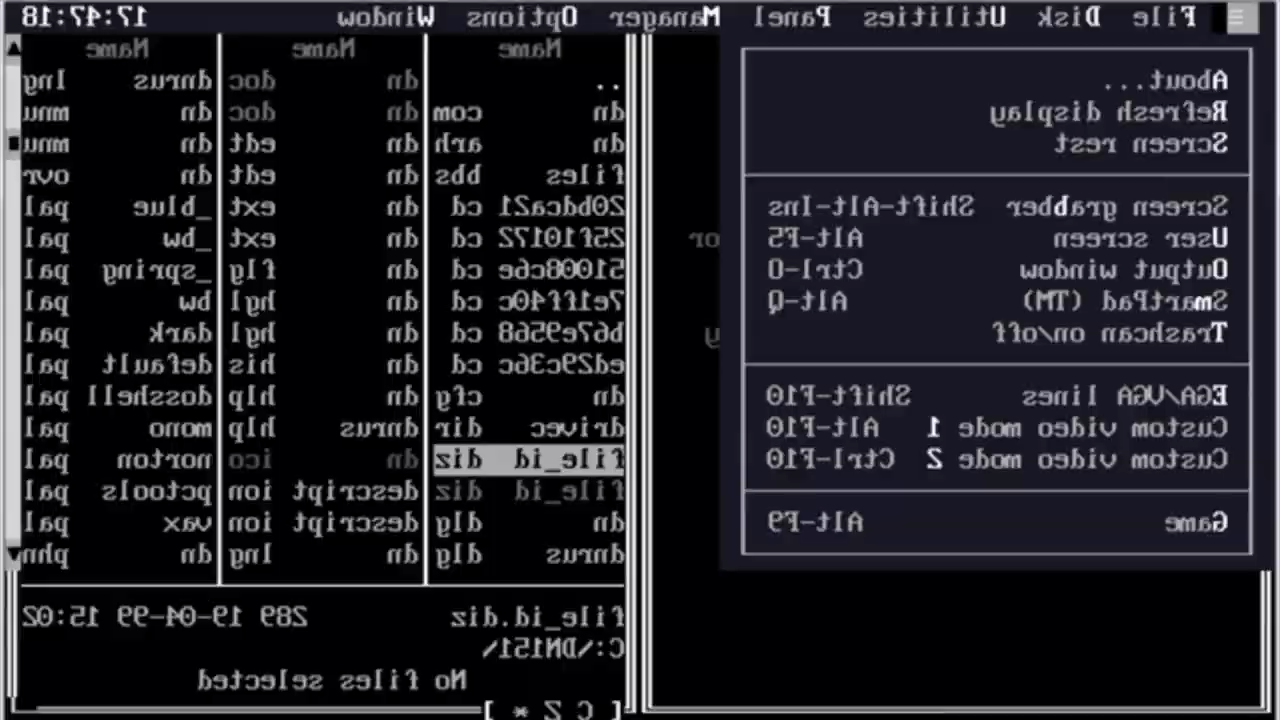 ≡ File Disk Utilities Panel Manager Options Window 17:47:18
About...
Refresh display
Screen rest
Screen grabber Shift-Alt-Ins
User screen Alt-F5
Output window Ctrl-O
SmartPad (TM) Alt-Q
Trashcan on/off
EGA/VGA lines Shift-F10
Custom video mode 1 Alt-F10
Custom video mode 2 Ctrl-F10
Game Alt-F9
or
y
Name Name Name
.. dn doc dnrus lng
dn com dn doc dn mnu
dn arh dn edt dn mnu
files bbs dn edt dn ovr
20bdca21 cd dn ext _blue pal
25f10172 cd dn ext _bw pal
51008c6e cd dn flg _spring pal
7e1ff40c cd dn hgl bw pal
b67e9568 cd dn hgl dark pal
ed29c36c cd dn his default pal
dn cfg dn hlp dosshell pal
drivec dir dnrus hlp mono pal
file_id diz dn ico norton pal
file_id diz descript ion pctools pal
dn dlg descript ion vax pal
dnrus dlg dn lng dn phn
file_id.diz 289 19-04-99 15:02
C:\DN151\
No files selected
[ C Z * ]